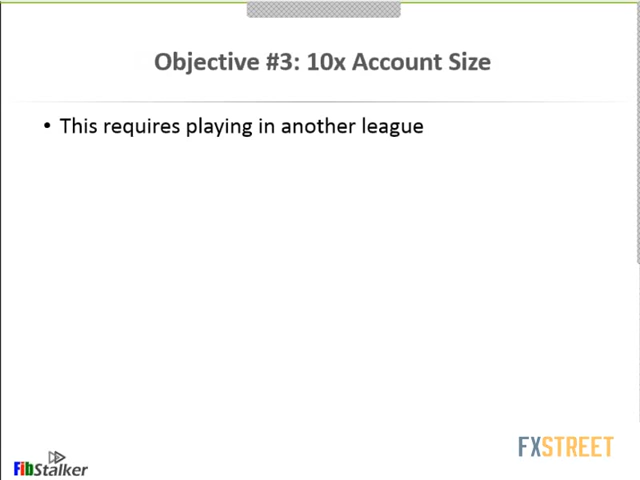 Objective #3: 10x Account Size
• This requires playing in another league
FXSTREET
FibStalker